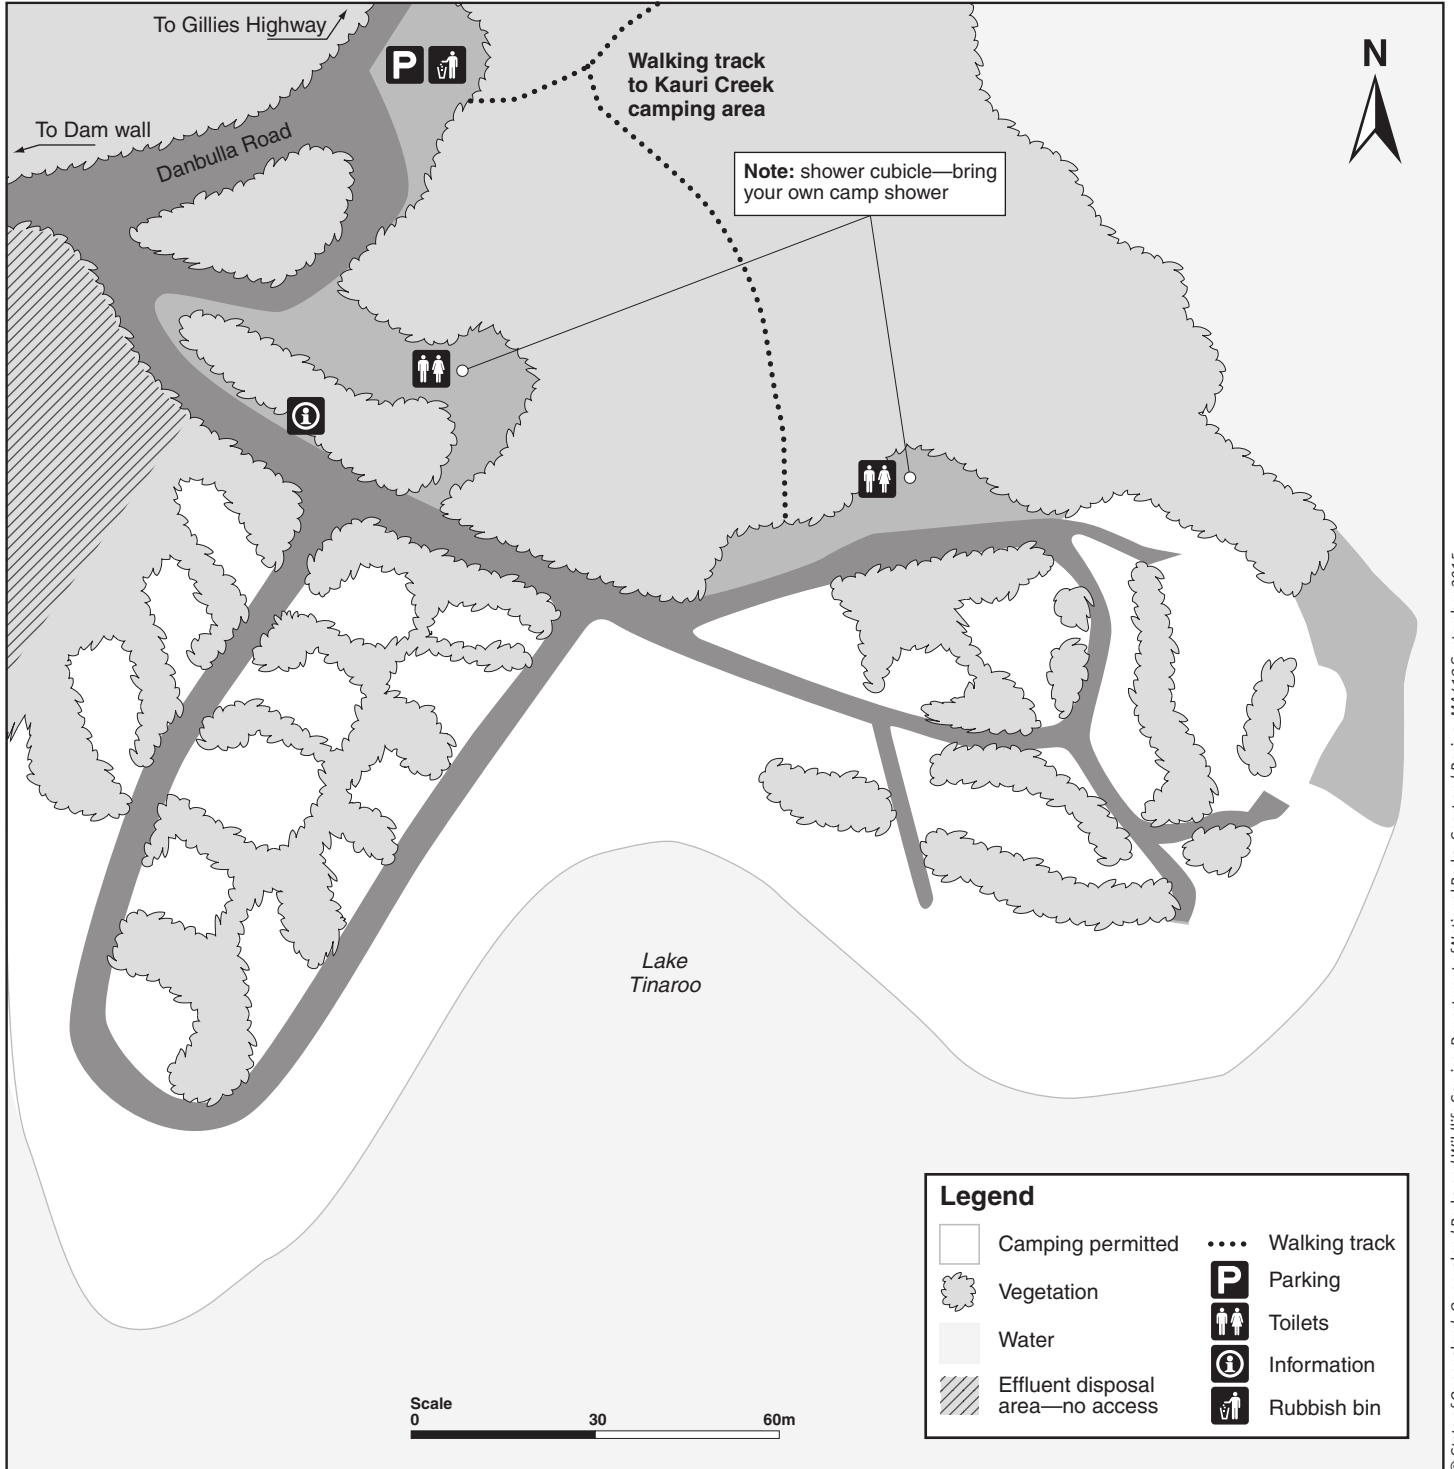 To Gillies Highway
To Dam wall
Danbulla Road
Walking track
to Kauri Creek
camping area
N
Note: shower cubicle—bring
your own camp shower
Lake
Tinaroo
Legend
Camping permitted
Vegetation
Water
Effluent disposal
area—no access
Walking track
P Parking
Toilets
Information
Rubbish bin
Scale
0 30 60m
P